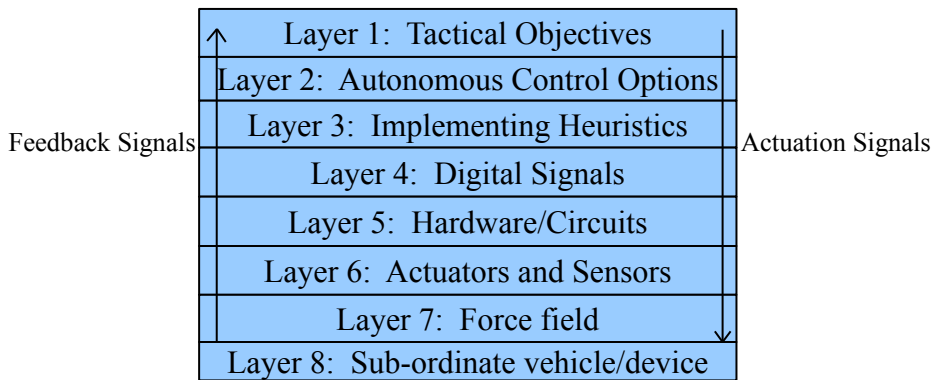 Layer 1: Tactical Objectives
Layer 2: Autonomous Control Options
Layer 3: Implementing Heuristics
Feedback Signals
Actuation Signals
Layer 4: Digital Signals
Layer 5: Hardware/Circuits
Layer 6: Actuators and Sensors
Layer 7: Force field
Layer 8: Sub-ordinate vehicle/device